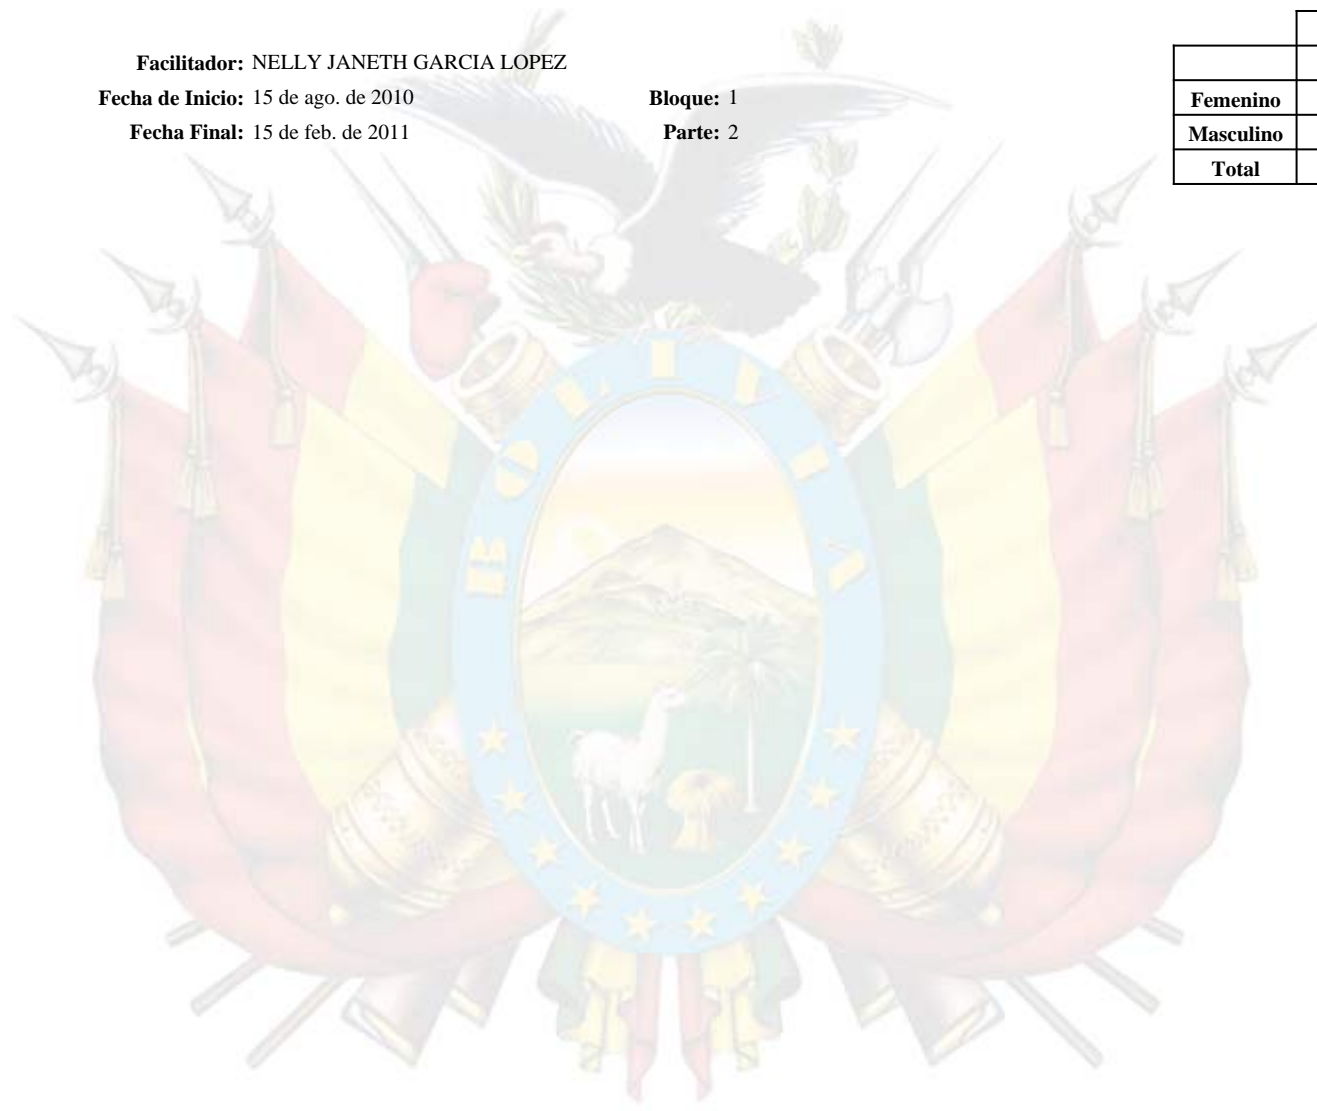 Facilitador: NELLY JANETH GARCIA LOPEZ
Fecha de Inicio: 15 de ago. de 2010 Bloque: 1
Fecha Final: 15 de feb. de 2011 Parte: 2
Femenino
Masculino
Total
BOLIVIA